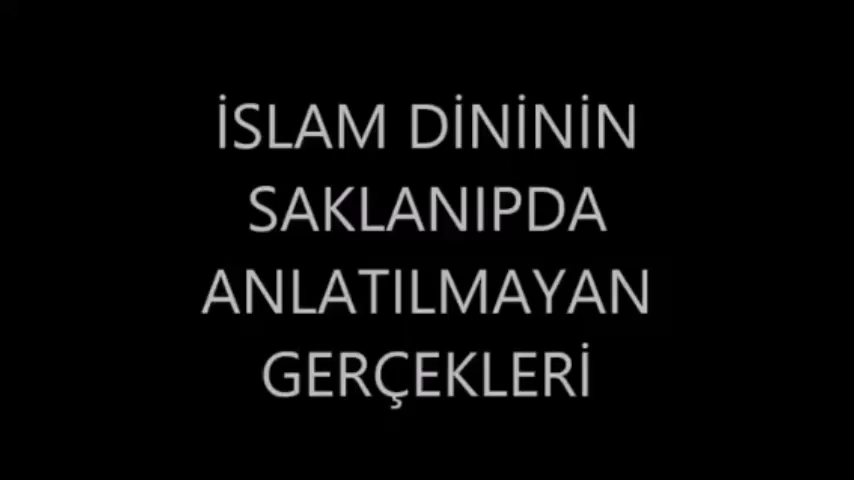 İSLAM DİNİNİN
SAKLANIPDA
ANLATILMAYAN
GERÇEKLERİ